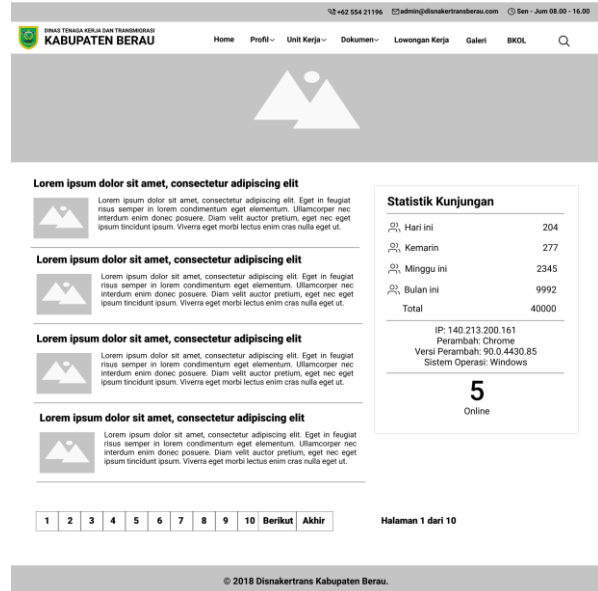 +62 554 21196 admin@disnakertransberau.com Sen - Jum 08.00 - 16.00
DINAS TENAGA KERJA DAN TRANSMIGRASI
KABUPATEN BERAU
Home Profil Unit Kerja Dokumen Lowongan Kerja Galeri BKOL
Lorem ipsum dolor sit amet, consectetur adipiscing elit
Lorem ipsum dolor sit amet, consectetur adipiscing elit. Eget in feugiat
risus semper in lorem condimentum eget elementum. Ullamcorper nec
interdum enim donec posuere. Diam velit auctor pretium, eget nec eget
ipsum tincidunt ipsum. Viverra eget morbi lectus enim cras nulla eget ut.
Lorem ipsum dolor sit amet, consectetur adipiscing elit
Lorem ipsum dolor sit amet, consectetur adipiscing elit. Eget in feugiat
risus semper in lorem condimentum eget elementum. Ullamcorper nec
interdum enim donec posuere. Diam velit auctor pretium, eget nec eget
ipsum tincidunt ipsum. Viverra eget morbi lectus enim cras nulla eget ut.
Lorem ipsum dolor sit amet, consectetur adipiscing elit
Lorem ipsum dolor sit amet, consectetur adipiscing elit. Eget in feugiat
risus semper in lorem condimentum eget elementum. Ullamcorper nec
interdum enim donec posuere. Diam velit auctor pretium, eget nec eget
ipsum tincidunt ipsum. Viverra eget morbi lectus enim cras nulla eget ut.
Lorem ipsum dolor sit amet, consectetur adipiscing elit
Lorem ipsum dolor sit amet, consectetur adipiscing elit. Eget in feugiat
risus semper in lorem condimentum eget elementum. Ullamcorper nec
interdum enim donec posuere. Diam velit auctor pretium, eget nec eget
ipsum tincidunt ipsum. Viverra eget morbi lectus enim cras nulla eget ut.
Statistik Kunjungan
Hari ini 204
Kemarin 277
Minggu ini 2345
Bulan ini 9992
Total 40000
IP: 140.213.200.161
Perambah: Chrome
Versi Perambah: 90.0.4430.85
Sistem Operasi: Windows
5
Online
1 2 3 4 5 6 7 8 9 10 Berikut Akhir
Halaman 1 dari 10
© 2018 Disnakertrans Kabupaten Berau.